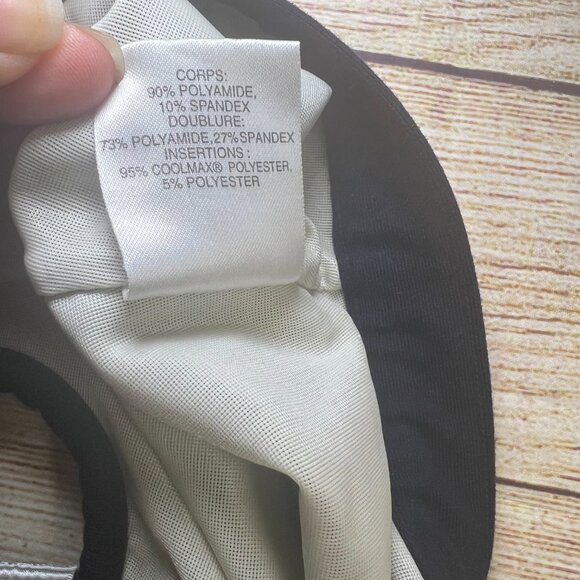 CORPS:
90% POLYAMIDE,
10% SPANDEX
DOUBLURE:
73% POLYAMIDE,27%SPANDEX
INSERTIONS :
95% COOLMAX® POLYESTER,
5% POLYESTER